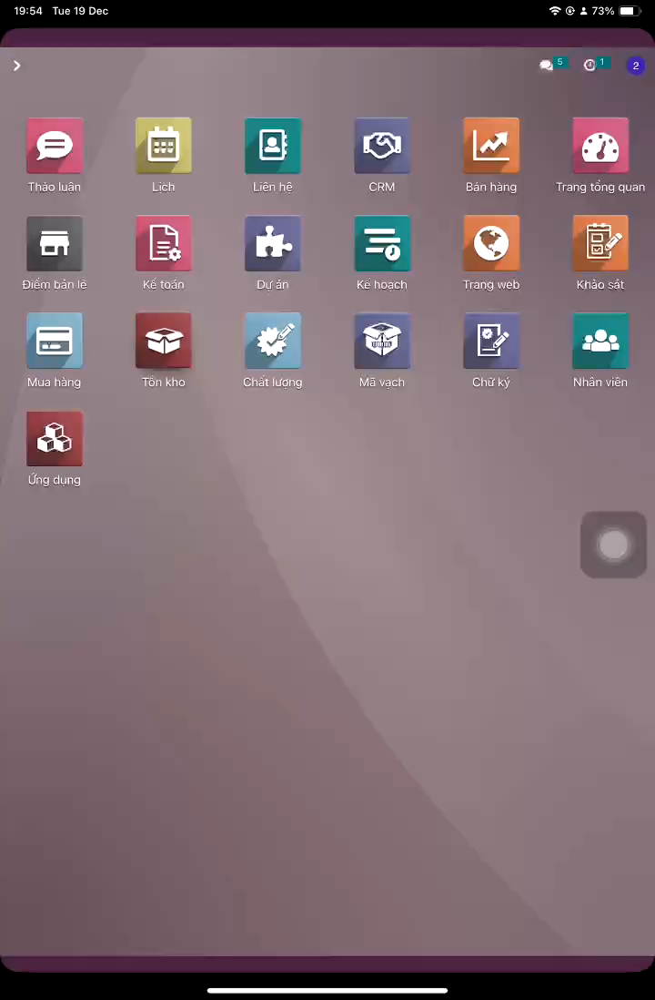 19:54 Tue 19 Dec
73%
5
1
2
Thảo luận
Lịch
Liên hệ
CRM
Bán hàng
Trang tổng quan
Điểm bán lẻ
Kế toán
Dự án
Kế hoạch
Trang web
Khảo sát
Mua hàng
Tồn kho
Chất lượng
Mã vạch
Chữ ký
Nhân viên
Ứng dụng